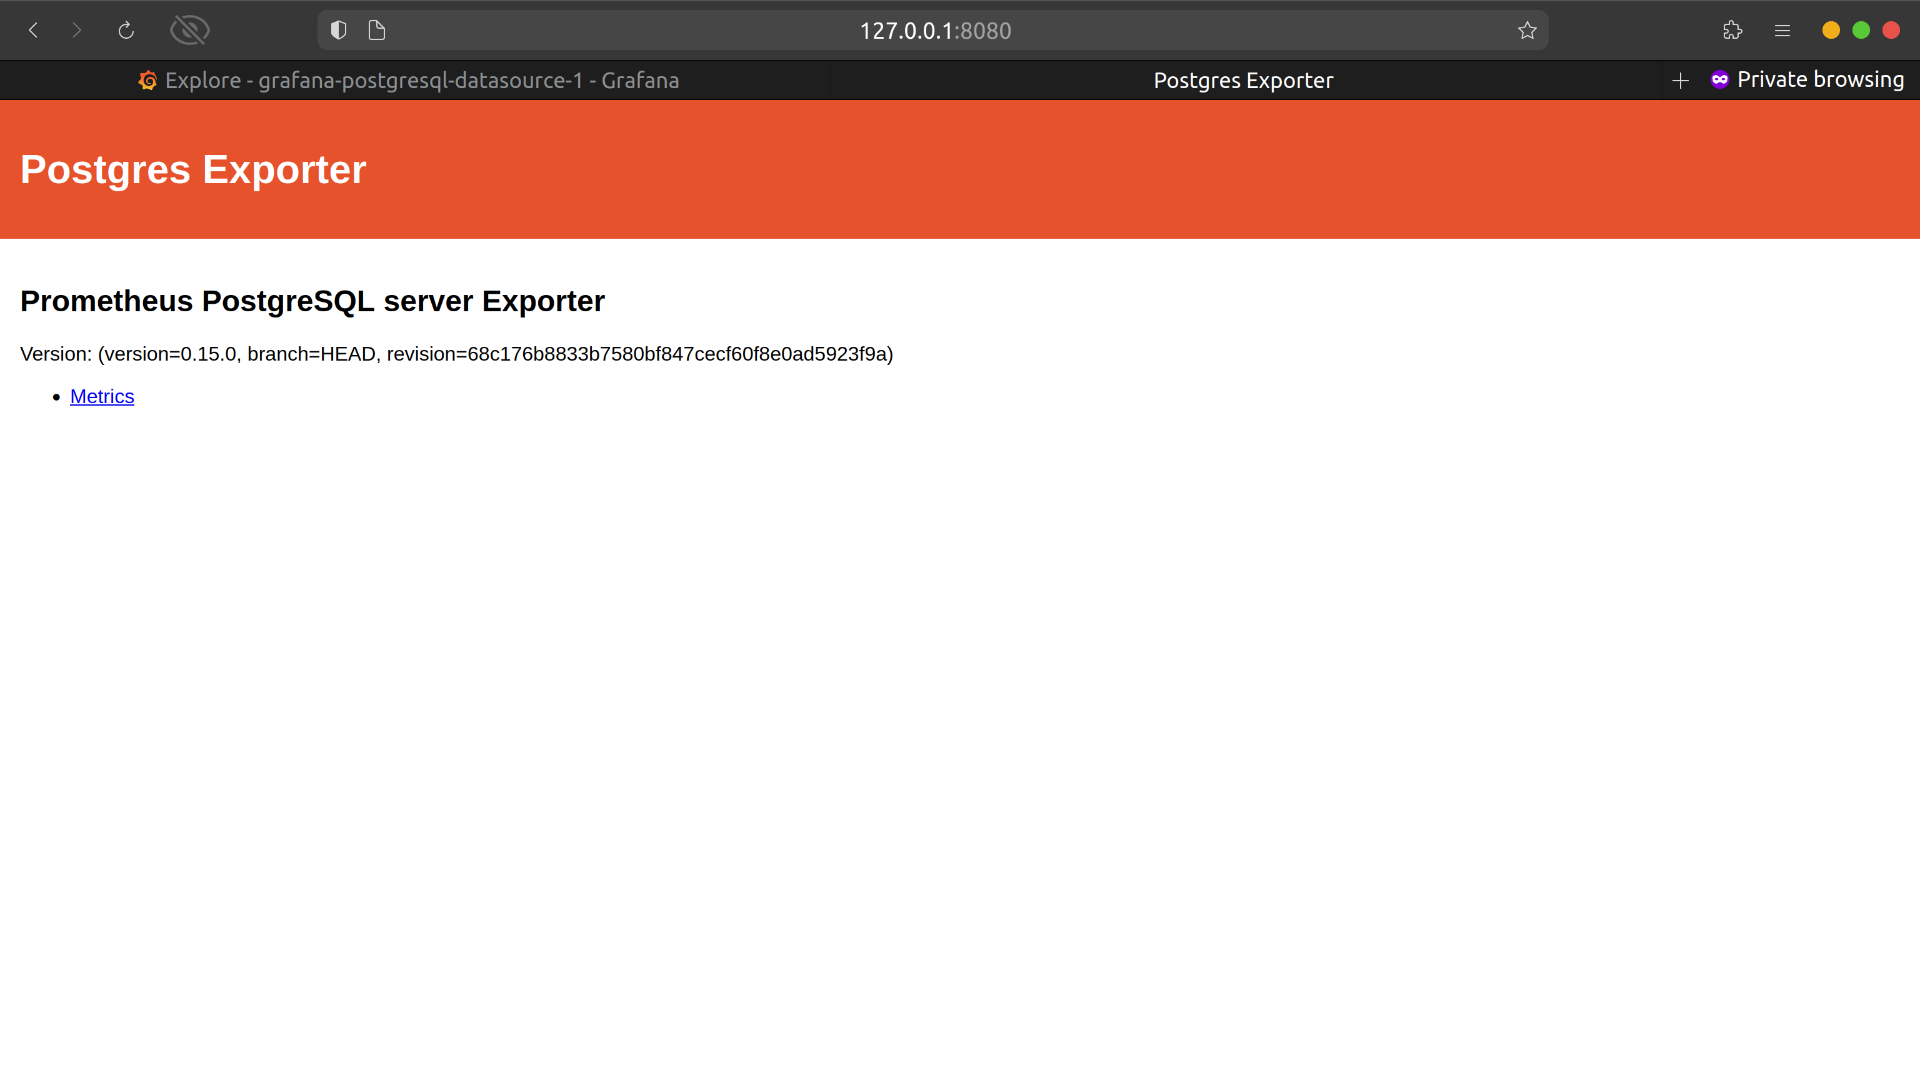 127.0.0.1:8080
Explore - grafana-postgresql-datasource-1 - Grafana
Postgres Exporter
Private browsing
Postgres Exporter
Prometheus PostgreSQL server Exporter
Version: (version=0.15.0, branch=HEAD, revision=68c176b8833b7580bf847cecf60f8e0ad5923f9a)
Metrics